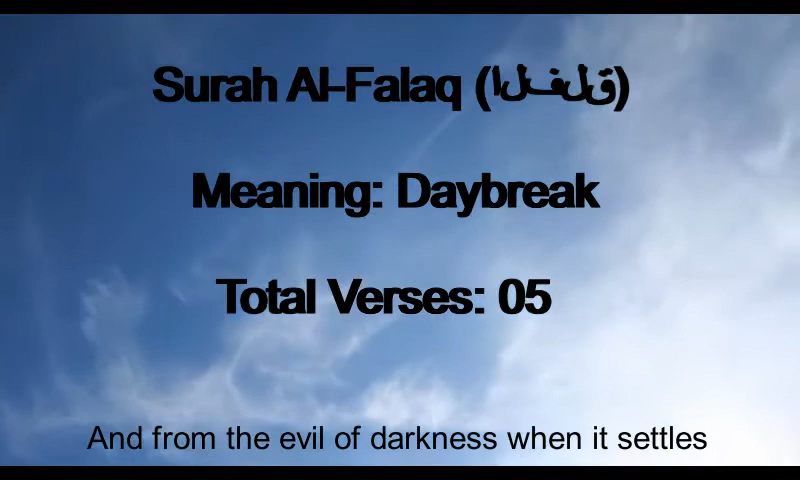 Surah Al-Falaq (الفلق)
Meaning: Daybreak
Total Verses: 05
And from the evil of darkness when it settles